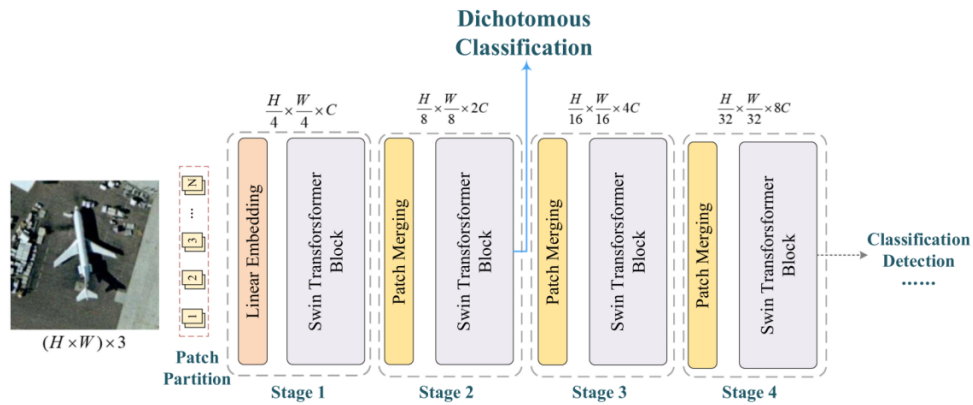 Dichotomous
Classification
H/4 × W/4 × C
H/8 × W/8 × 2C
H/16 × W/16 × 4C
H/32 × W/32 × 8C
1
2
3
...
N
Linear Embedding
Swin Transforsformer
Block
Patch Merging
Swin Transforsformer
Block
Patch Merging
Swin Transforsformer
Block
Patch Merging
Swin Transforsformer
Block
Classification
Detection
……
(H×W)×3
Patch
Partition
Stage 1
Stage 2
Stage 3
Stage 4